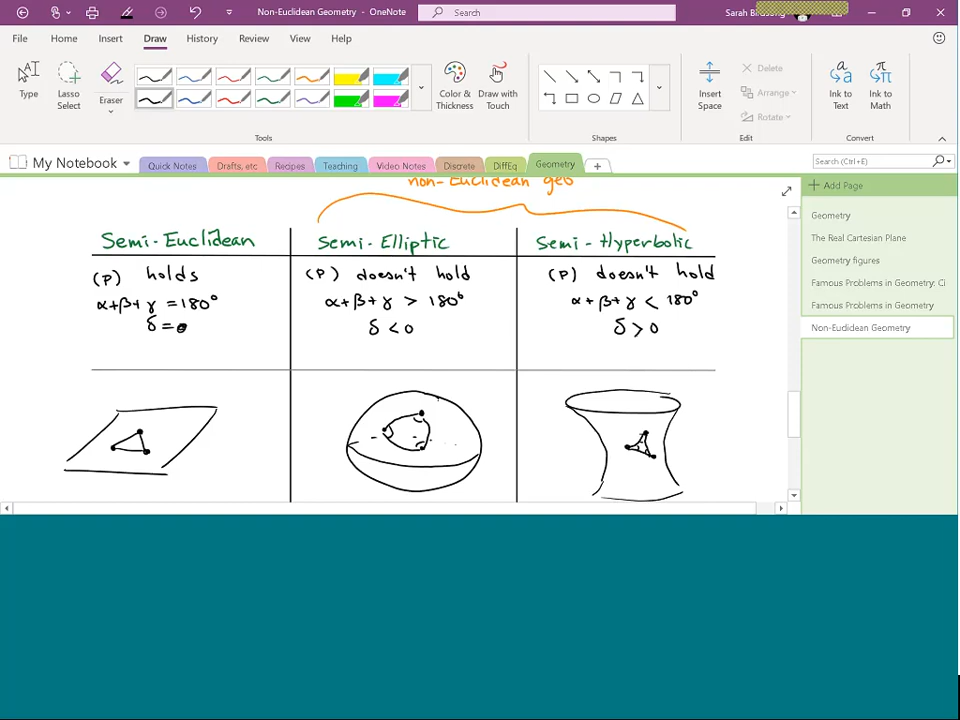 Non-Euclidean Geometry - OneNote
Search
File Home Insert Draw History Review View Help
Type
Lasso Select
Eraser
Color & Thickness
Draw with Touch
Insert Space
Delete
Arrange
Rotate
Ink to Text
Ink to Math
Tools
Shapes
Edit
Convert
My Notebook
Quick Notes
Drafts, etc
Recipes
Teaching
Video Notes
Discrete
DiffEq
Geometry
Search (Ctrl+E)
Add Page
Geometry
The Real Cartesian Plane
Geometry figures
Famous Problems in Geometry: Ci
Famous Problems in Geometry
Non-Euclidean Geometry
non-Euclidean geo
Semi-Euclidean
(P) holds
α+β+γ =180°
δ=0
Semi-Elliptic
(P) doesn't hold
α+β+γ > 180°
δ < 0
Semi-Hyperbolic
(P) doesn't hold
α+β+γ < 180°
δ > 0